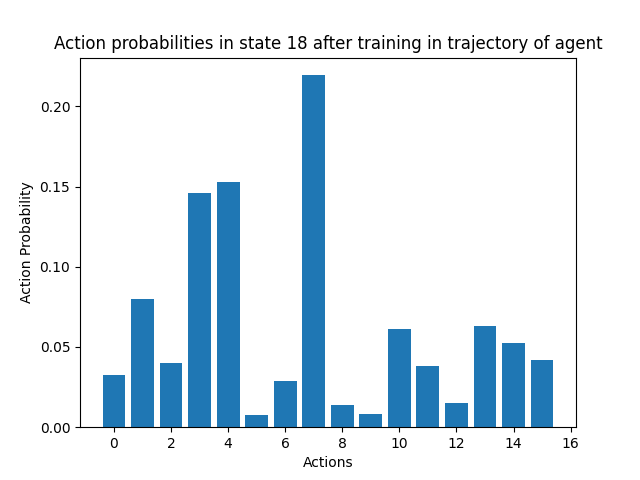 Action probabilities in state 18 after training in trajectory of agent
0.20
0.15
0.10
0.05
0.00
Action Probability
0 2 4 6 8 10 12 14 16
Actions